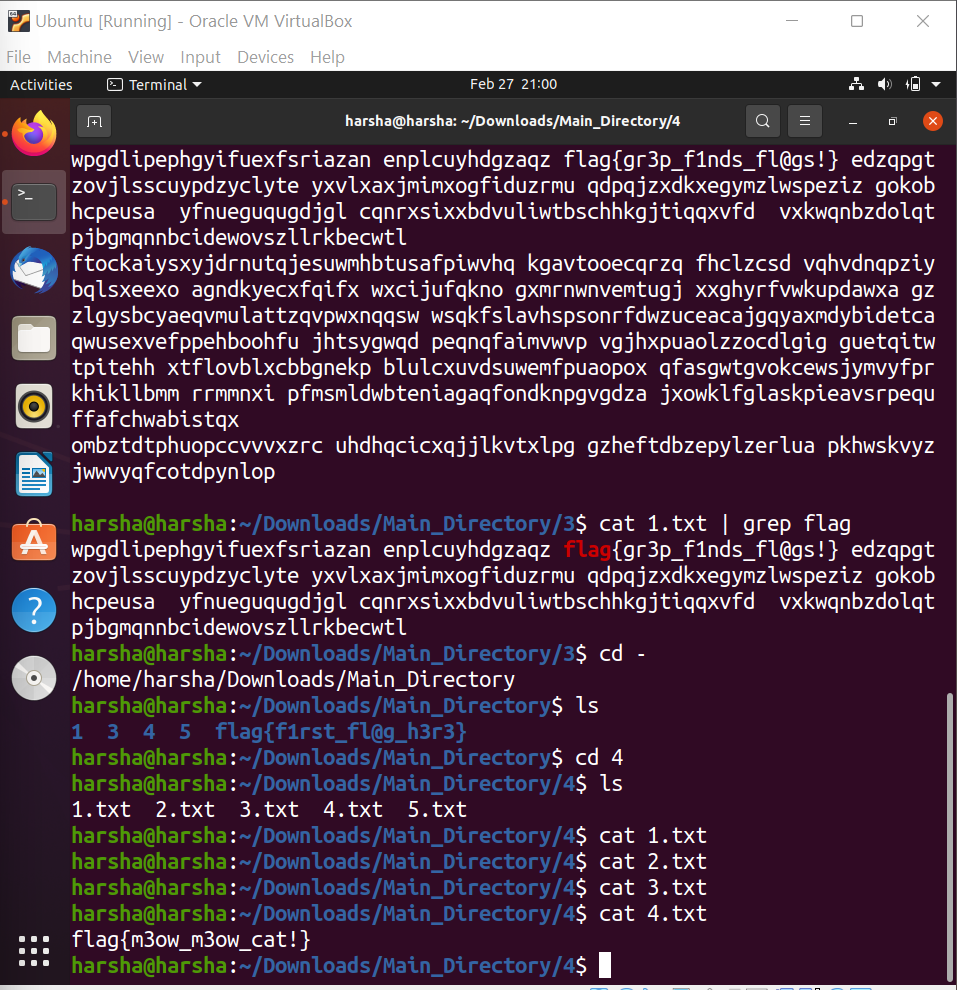 Ubuntu [Running] - Oracle VM VirtualBox
File Machine View Input Devices Help
Activities Terminal Feb 27 21:00
harsha@harsha: ~/Downloads/Main_Directory/4
wpgdlipephgyifuexfsriazan enplcuyhdgzaqz flag{gr3p_f1nds_fl@gs!} edzqpgt
zovjlsscuypdzyclyte yxvlxaxjmimxogfiduzrmu qdpqjzxdkxegymzlwspeziz gokob
hcpeusa  yfnueguqugdjgl cqnrxsixxbdvuliwtbschhkgjtiqqxvfd  vxkwqnbzdolqt
pjbgmqnnbcidewovszllrkbecwtl
ftockaiysxyjdrnutqjesuwmhbtusafpiwvhq kgavtooecqrzq fhclzcsd vqhvdnqpziy
bqlsxeexo agndkyecxfqifx wxcijufqkno gxmrnwnvemtugj xxghyrfvwkupdawxa gz
zlgysbcyaeqvmulattzqvpwxnqqsw wsqkfslavhspsonrfdwzuceacajgqyaxmdybidetca
qwusexvefppehboohfu jhtsygwqd peqnqfaimvwvp vgjhxpuaolzzocdlgig guetqitw
tpitehh xtflovblxcbbgnekp blulcxuvdsuwemfpuaopox qfasgwtgvokcewsjymvyfpr
khikllbmm rrmmnxi pfmsmldwbteniagaqfondknpgvgdza jxowklfglaskpieavsrpequ
ffafchwabistqx
ombztdtphuopccvvvxzrc uhdhqcicxqjjlkvtxlpg gzheftdbzepylzerlua pkhwskvyz
jwwvyqfcotdpynlop
harsha@harsha:~/Downloads/Main_Directory/3$ cat 1.txt | grep flag
wpgdlipephgyifuexfsriazan enplcuyhdgzaqz flag{gr3p_f1nds_fl@gs!} edzqpgt
zovjlsscuypdzyclyte yxvlxaxjmimxogfiduzrmu qdpqjzxdkxegymzlwspeziz gokob
hcpeusa  yfnueguqugdjgl cqnrxsixxbdvuliwtbschhkgjtiqqxvfd  vxkwqnbzdolqt
pjbgmqnnbcidewovszllrkbecwtl
harsha@harsha:~/Downloads/Main_Directory/3$ cd -
/home/harsha/Downloads/Main_Directory
harsha@harsha:~/Downloads/Main_Directory$ ls
1  3  4  5  flag{f1rst_fl@g_h3r3}
harsha@harsha:~/Downloads/Main_Directory$ cd 4
harsha@harsha:~/Downloads/Main_Directory/4$ ls
1.txt  2.txt  3.txt  4.txt  5.txt
harsha@harsha:~/Downloads/Main_Directory/4$ cat 1.txt
harsha@harsha:~/Downloads/Main_Directory/4$ cat 2.txt
harsha@harsha:~/Downloads/Main_Directory/4$ cat 3.txt
harsha@harsha:~/Downloads/Main_Directory/4$ cat 4.txt
flag{m3ow_m3ow_cat!}
harsha@harsha:~/Downloads/Main_Directory/4$